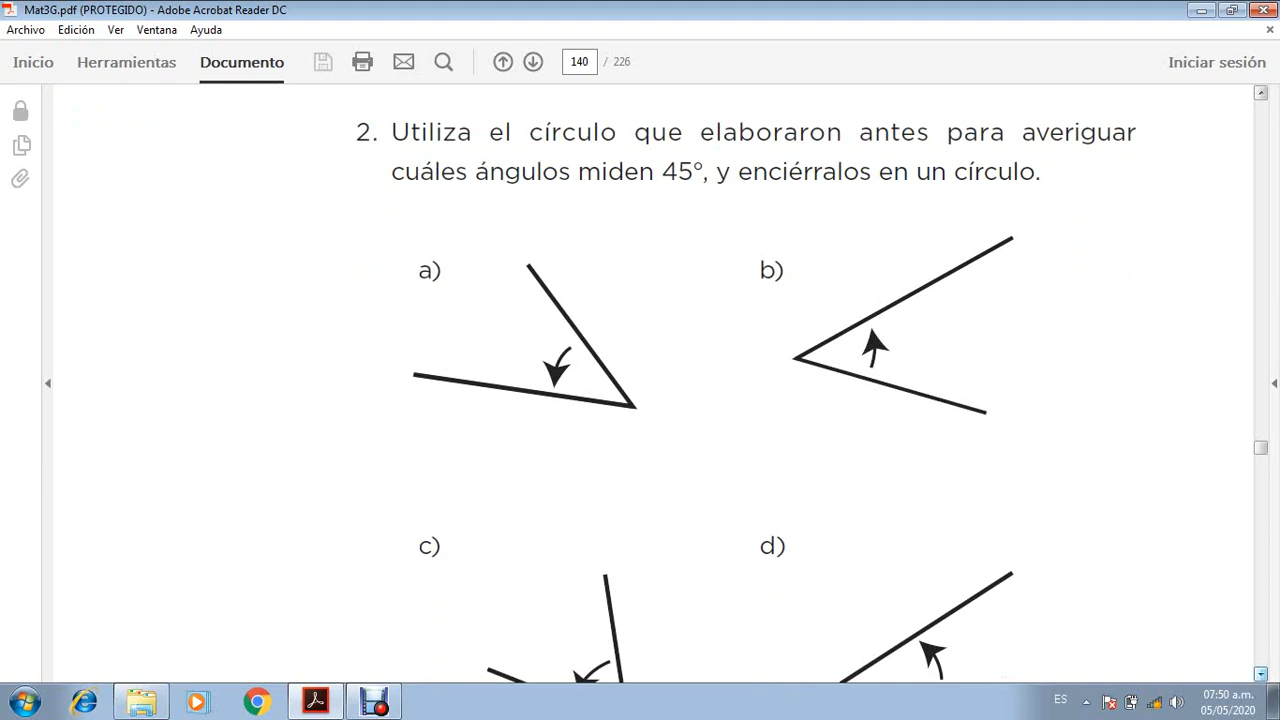 Mat3G.pdf (PROTEGIDO) - Adobe Acrobat Reader DC
Archivo Edición Ver Ventana Ayuda
Inicio Herramientas Documento 140 / 226 Iniciar sesión
2. Utiliza el círculo que elaboraron antes para averiguar
cuáles ángulos miden 45°, y enciérralos en un círculo.
a) b)
c) d)
ES 07:50 a.m.
05/05/2020